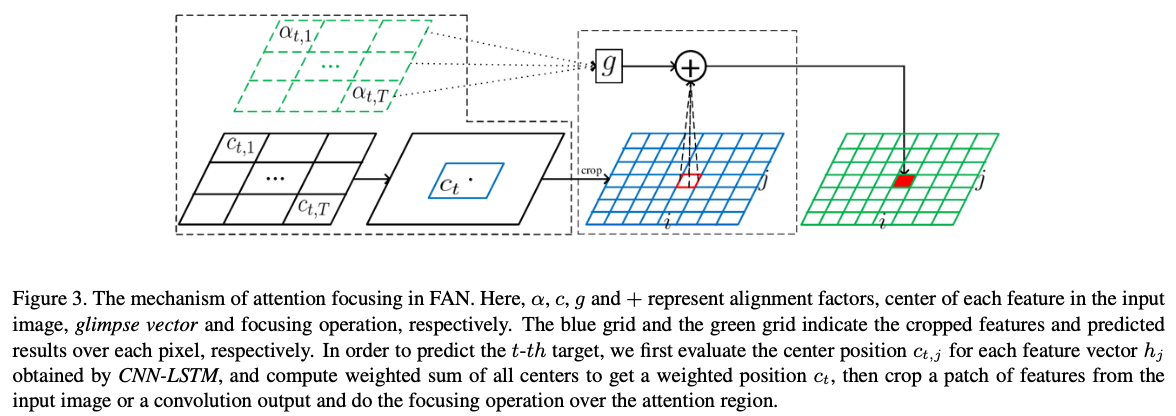 α_{t,1}
...
α_{t,T}
g
+
c_{t,1}
...
c_{t,T}
c_t
crop
j
i
j
i
Figure 3. The mechanism of attention focusing in FAN. Here, α, c, g and + represent alignment factors, center of each feature in the input
image, glimpse vector and focusing operation, respectively. The blue grid and the green grid indicate the cropped features and predicted
results over each pixel, respectively. In order to predict the t-th target, we first evaluate the center position c_{t,j} for each feature vector h_j
obtained by CNN-LSTM, and compute weighted sum of all centers to get a weighted position c_t, then crop a patch of features from the
input image or a convolution output and do the focusing operation over the attention region.